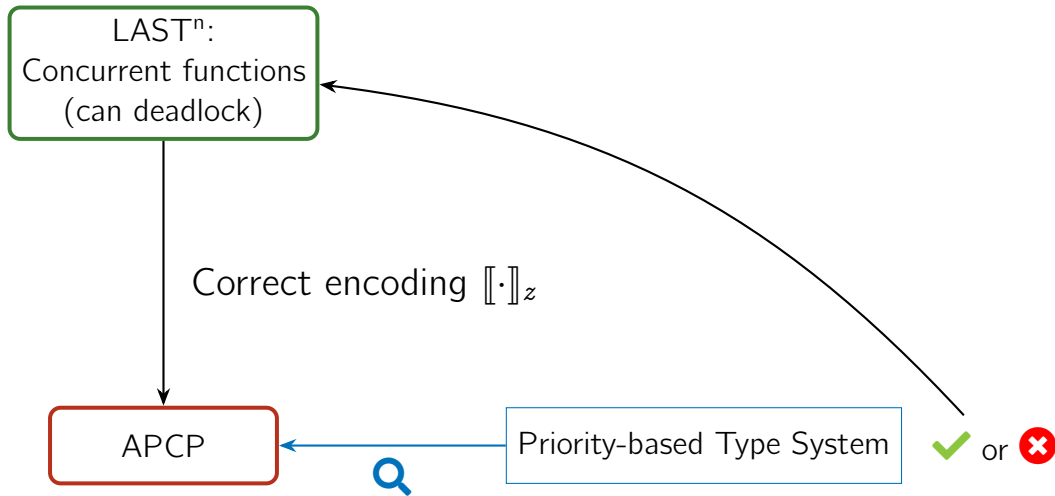 LASTⁿ:
Concurrent functions
(can deadlock)
Correct encoding ⟦·⟧z
APCP
Priority-based Type System
or